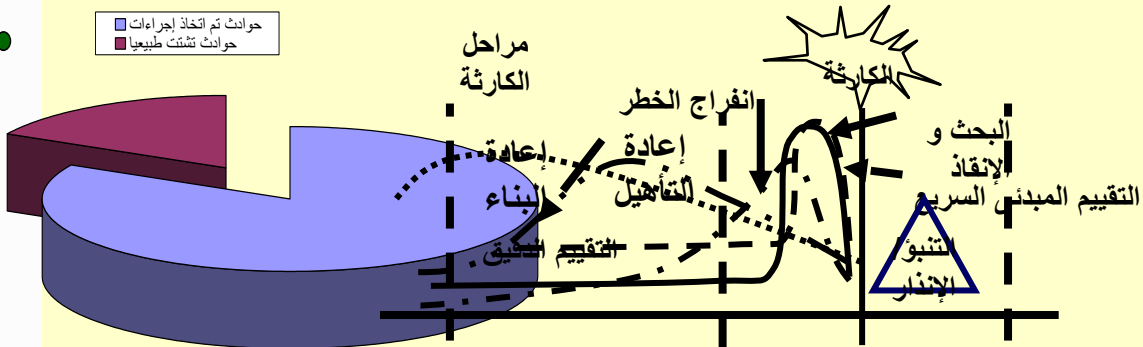 حوادث تم اتخاذ إجراءات
حوادث تشتت طبيعيا
مراحل
الكارثة
الكارثة
انفراج الخطر
البحث و
الإنقاذ
التقييم المبدئي السريع
إعادة
التأهيل
إعادة
البناء
التقييم الدقيق
التنبؤ/
الإنذار